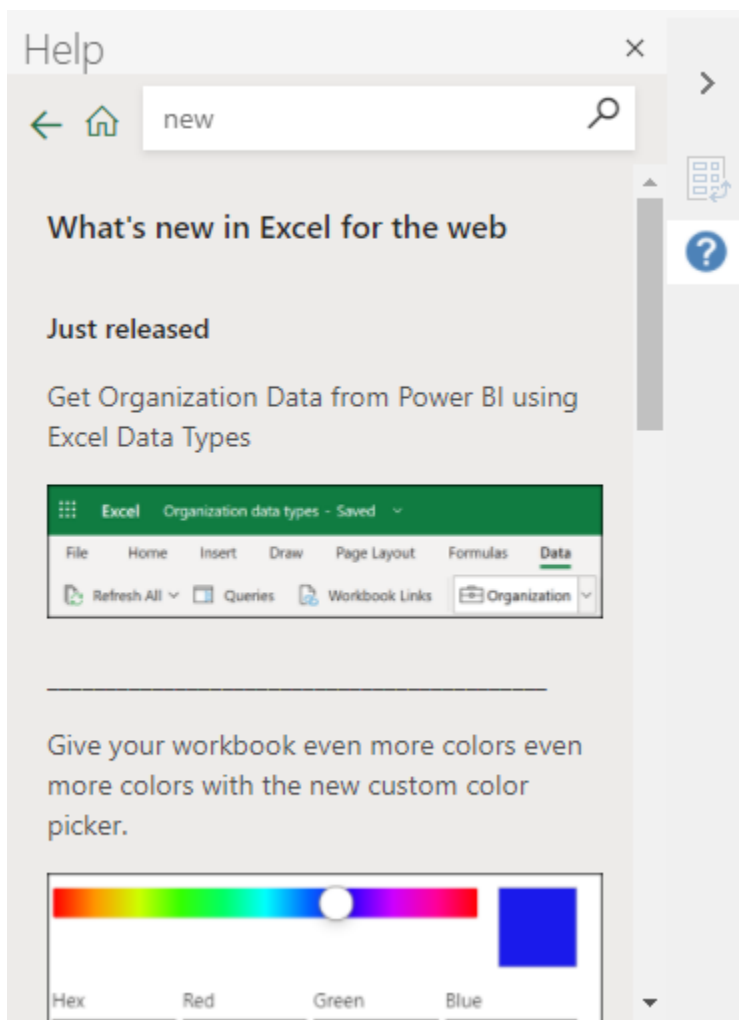 Help
new
What's new in Excel for the web
Just released
Get Organization Data from Power BI using
Excel Data Types
Excel Organization data types - Saved
File Home Insert Draw Page Layout Formulas Data
Refresh All Queries Workbook Links Organization
Give your workbook even more colors even
more colors with the new custom color
picker.
Hex Red Green Blue